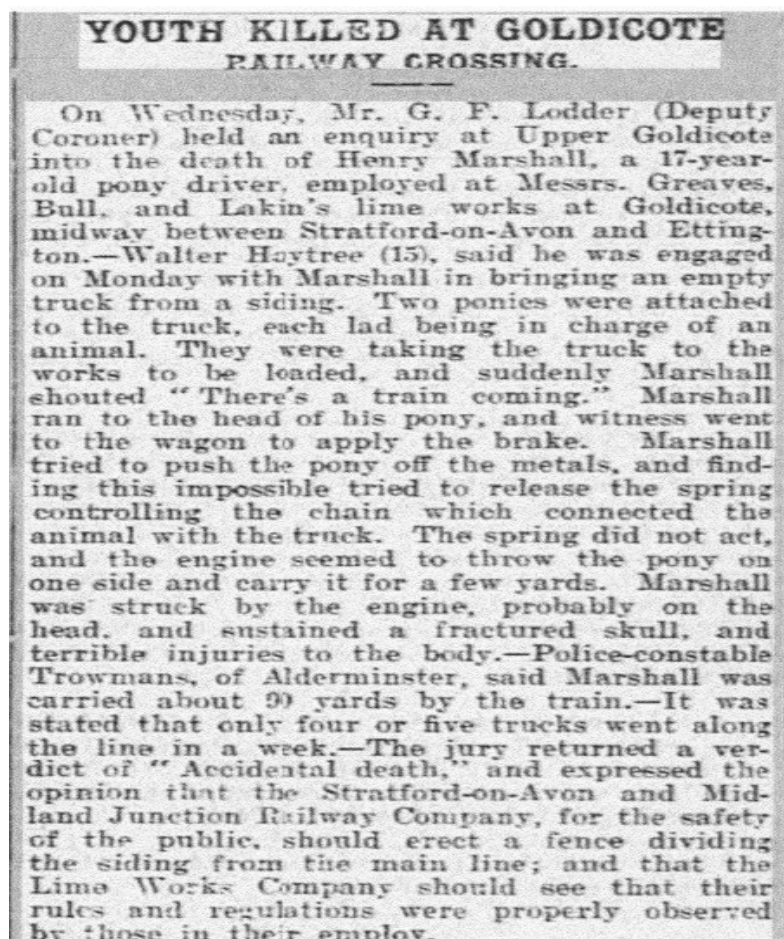 YOUTH KILLED AT GOLDICOTE
RAILWAY CROSSING.
On Wednesday, Mr. G. F. Lodder (Deputy
Coroner) held an enquiry at Upper Goldicote
into the death of Henry Marshall, a 17-year-
old pony driver, employed at Messrs. Greaves,
Bull, and Lakin's lime works at Goldicote,
midway between Stratford-on-Avon and Etting-
ton.—Walter Haytree (15), said he was engaged
on Monday with Marshall in bringing an empty
truck from a siding. Two ponies were attached
to the truck, each lad being in charge of an
animal. They were taking the truck to the
works to be loaded, and suddenly Marshall
shouted "There's a train coming." Marshall
ran to the head of his pony, and witness went
to the wagon to apply the brake. Marshall
tried to push the pony off the metals, and find-
ing this impossible tried to release the spring
controlling the chain which connected the
animal with the truck. The spring did not act,
and the engine seemed to throw the pony on
one side and carry it for a few yards. Marshall
was struck by the engine, probably on the
head, and sustained a fractured skull, and
terrible injuries to the body.—Police-constable
Trowmans, of Alderminster, said Marshall was
carried about 90 yards by the train.—It was
stated that only four or five trucks went along
the line in a week.—The jury returned a ver-
dict of "Accidental death," and expressed the
opinion that the Stratford-on-Avon and Mid-
land Junction Railway Company, for the safety
of the public, should erect a fence dividing
the siding from the main line; and that the
Lime Works Company should see that their
rules and regulations were properly observed
by those in their employ.